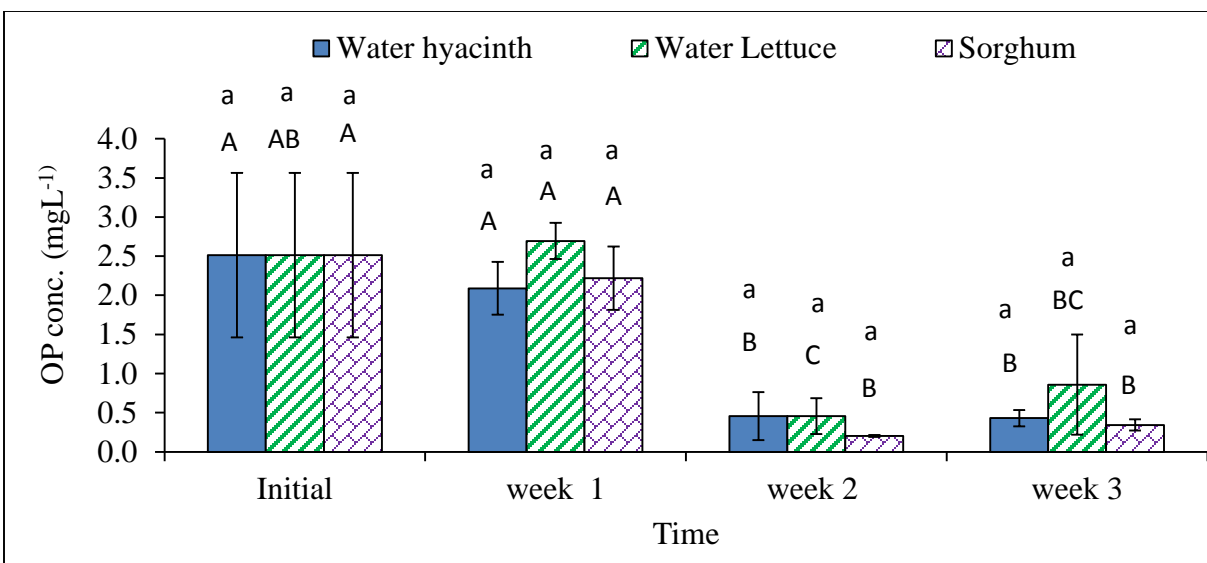 Water hyacinth Water Lettuce Sorghum
a a a
A AB A
a a a
A A A
a a a
B C B
a a a
B BC B
4.0
3.5
3.0
2.5
2.0
1.5
1.0
0.5
0.0
OP conc. (mgL-1)
Initial week 1 week 2 week 3
Time